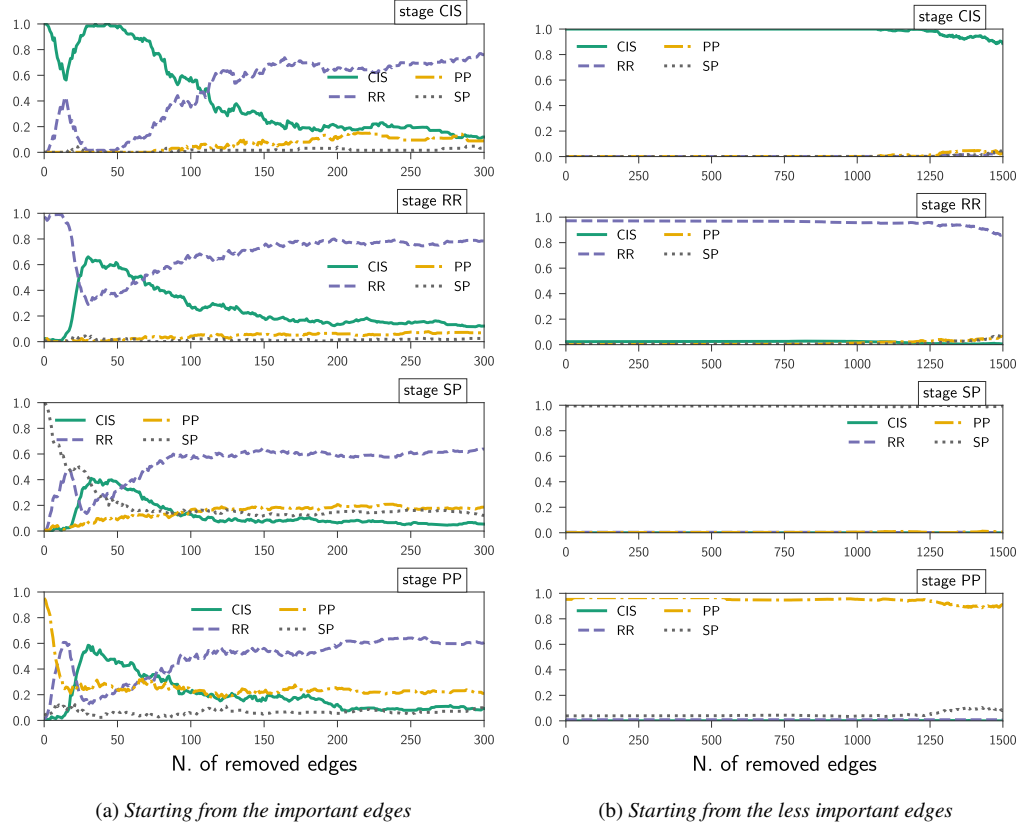 stage CIS
1.0
0.8
0.6
0.4
0.2
0.0
CIS PP
RR SP
0 50 100 150 200 250 300
stage RR
1.0
0.8
0.6
0.4
0.2
0.0
CIS PP
RR SP
0 50 100 150 200 250 300
stage SP
1.0
0.8
0.6
0.4
0.2
0.0
CIS PP
RR SP
0 50 100 150 200 250 300
stage PP
1.0
0.8
0.6
0.4
0.2
0.0
CIS PP
RR SP
0 50 100 150 200 250 300
N. of removed edges
(a) Starting from the important edges
stage CIS
1.0
0.8
0.6
0.4
0.2
0.0
CIS PP
RR SP
0 250 500 750 1000 1250 1500
stage RR
1.0
0.8
0.6
0.4
0.2
0.0
CIS PP
RR SP
0 250 500 750 1000 1250 1500
stage SP
1.0
0.8
0.6
0.4
0.2
0.0
CIS PP
RR SP
0 250 500 750 1000 1250 1500
stage PP
1.0
0.8
0.6
0.4
0.2
0.0
CIS PP
RR SP
0 250 500 750 1000 1250 1500
N. of removed edges
(b) Starting from the less important edges